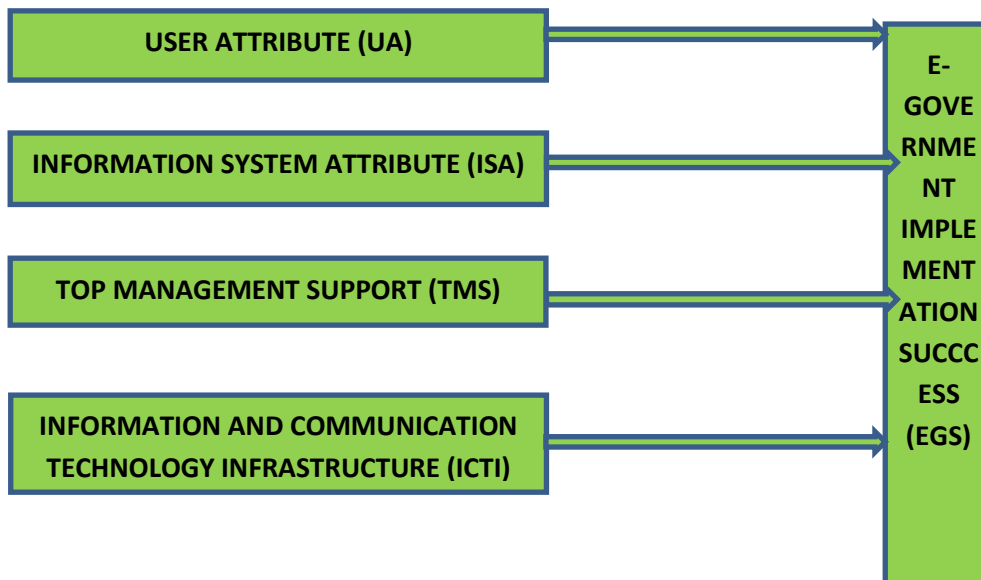 USER ATTRIBUTE (UA)
INFORMATION SYSTEM ATTRIBUTE (ISA)
TOP MANAGEMENT SUPPORT (TMS)
INFORMATION AND COMMUNICATION
TECHNOLOGY INFRASTRUCTURE (ICTI)
E-
GOVE
RNME
NT
IMPLE
MENT
ATION
SUCCC
ESS
(EGS)